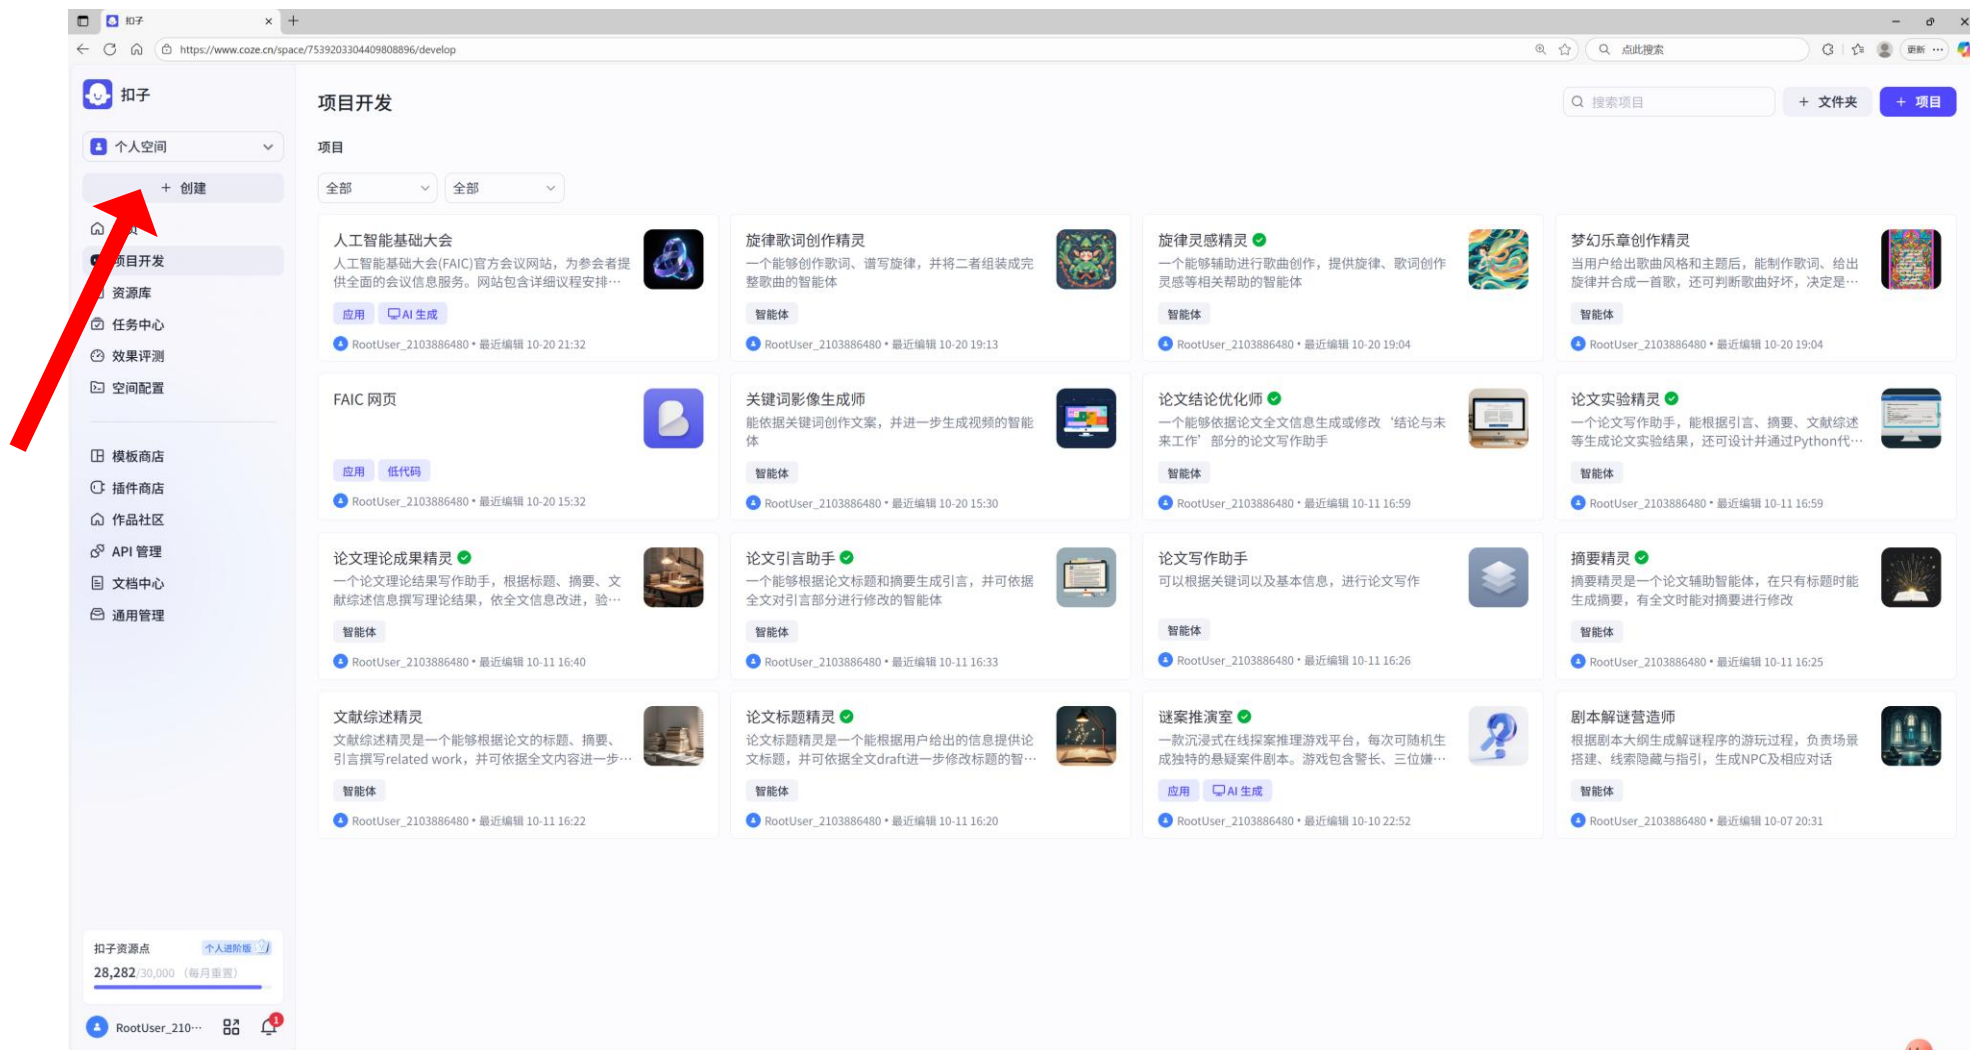 扣子
https://www.coze.cn/space/7539203304409808896/develop
点此搜索
更新
扣子
个人空间
+ 创建
项目开发
资源库
任务中心
效果评测
空间配置
模板商店
插件商店
作品社区
API 管理
文档中心
通用管理
扣子资源点 个人进阶版
28,282/30,000 (每月重置)
RootUser_210···
1
项目开发
搜索项目
+ 文件夹
+ 项目
项目
全部 全部
人工智能基础大会
人工智能基础大会(FAIC)官方会议网站，为参会者提
供全面的会议信息服务。网站包含详细议程安排···
应用 AI 生成
RootUser_2103886480 • 最近编辑 10-20 21:32
旋律歌词创作精灵
一个能够创作歌词、谱写旋律，并将二者组装成完
整歌曲的智能体
智能体
RootUser_2103886480 • 最近编辑 10-20 19:13
旋律灵感精灵
一个能够辅助进行歌曲创作，提供旋律、歌词创作
灵感等相关帮助的智能体
智能体
RootUser_2103886480 • 最近编辑 10-20 19:04
梦幻乐章创作精灵
当用户给出歌曲风格和主题后，能制作歌词、给出
旋律并合成一首歌，还可判断歌曲好坏，决定是···
智能体
RootUser_2103886480 • 最近编辑 10-20 19:04
FAIC 网页
应用 低代码
RootUser_2103886480 • 最近编辑 10-20 15:32
关键词影像生成师
能依据关键词创作文案，并进一步生成视频的智能
体
智能体
RootUser_2103886480 • 最近编辑 10-20 15:30
论文结论优化师
一个能够依据论文全文信息生成或修改‘结论与未
来工作’部分的论文写作助手
智能体
RootUser_2103886480 • 最近编辑 10-11 16:59
论文实验精灵
一个论文写作助手，能根据引言、摘要、文献综述
等生成论文实验结果，还可设计并通过Python代···
智能体
RootUser_2103886480 • 最近编辑 10-11 16:59
论文理论成果精灵
一个论文理论结果写作助手，根据标题、摘要、文
献综述信息撰写理论结果，依全文信息改进，验···
智能体
RootUser_2103886480 • 最近编辑 10-11 16:40
论文引言助手
一个能够根据论文标题和摘要生成引言，并可依据
全文对引言部分进行修改的智能体
智能体
RootUser_2103886480 • 最近编辑 10-11 16:33
论文写作助手
可以根据关键词以及基本信息，进行论文写作
智能体
RootUser_2103886480 • 最近编辑 10-11 16:26
摘要精灵
摘要精灵是一个论文辅助智能体，在只有标题时能
生成摘要，有全文时能对摘要进行修改
智能体
RootUser_2103886480 • 最近编辑 10-11 16:25
文献综述精灵
文献综述精灵是一个能够根据论文的标题、摘要、
引言撰写related work，并可依据全文内容进一步···
智能体
RootUser_2103886480 • 最近编辑 10-11 16:22
论文标题精灵
论文标题精灵是一个能根据用户给出的信息提供论
文标题，并可依据全文draft进一步修改标题的智···
智能体
RootUser_2103886480 • 最近编辑 10-11 16:20
谜案推演室
一款沉浸式在线探案推理游戏平台，每次可随机生
成独特的悬疑案件剧本。游戏包含警长、三位嫌···
应用 AI 生成
RootUser_2103886480 • 最近编辑 10-10 22:52
剧本解谜营造师
根据剧本大纲生成解谜程序的游玩过程，负责场景
搭建、线索隐藏与指引，生成NPC及相应对话
智能体
RootUser_2103886480 • 最近编辑 10-07 20:31